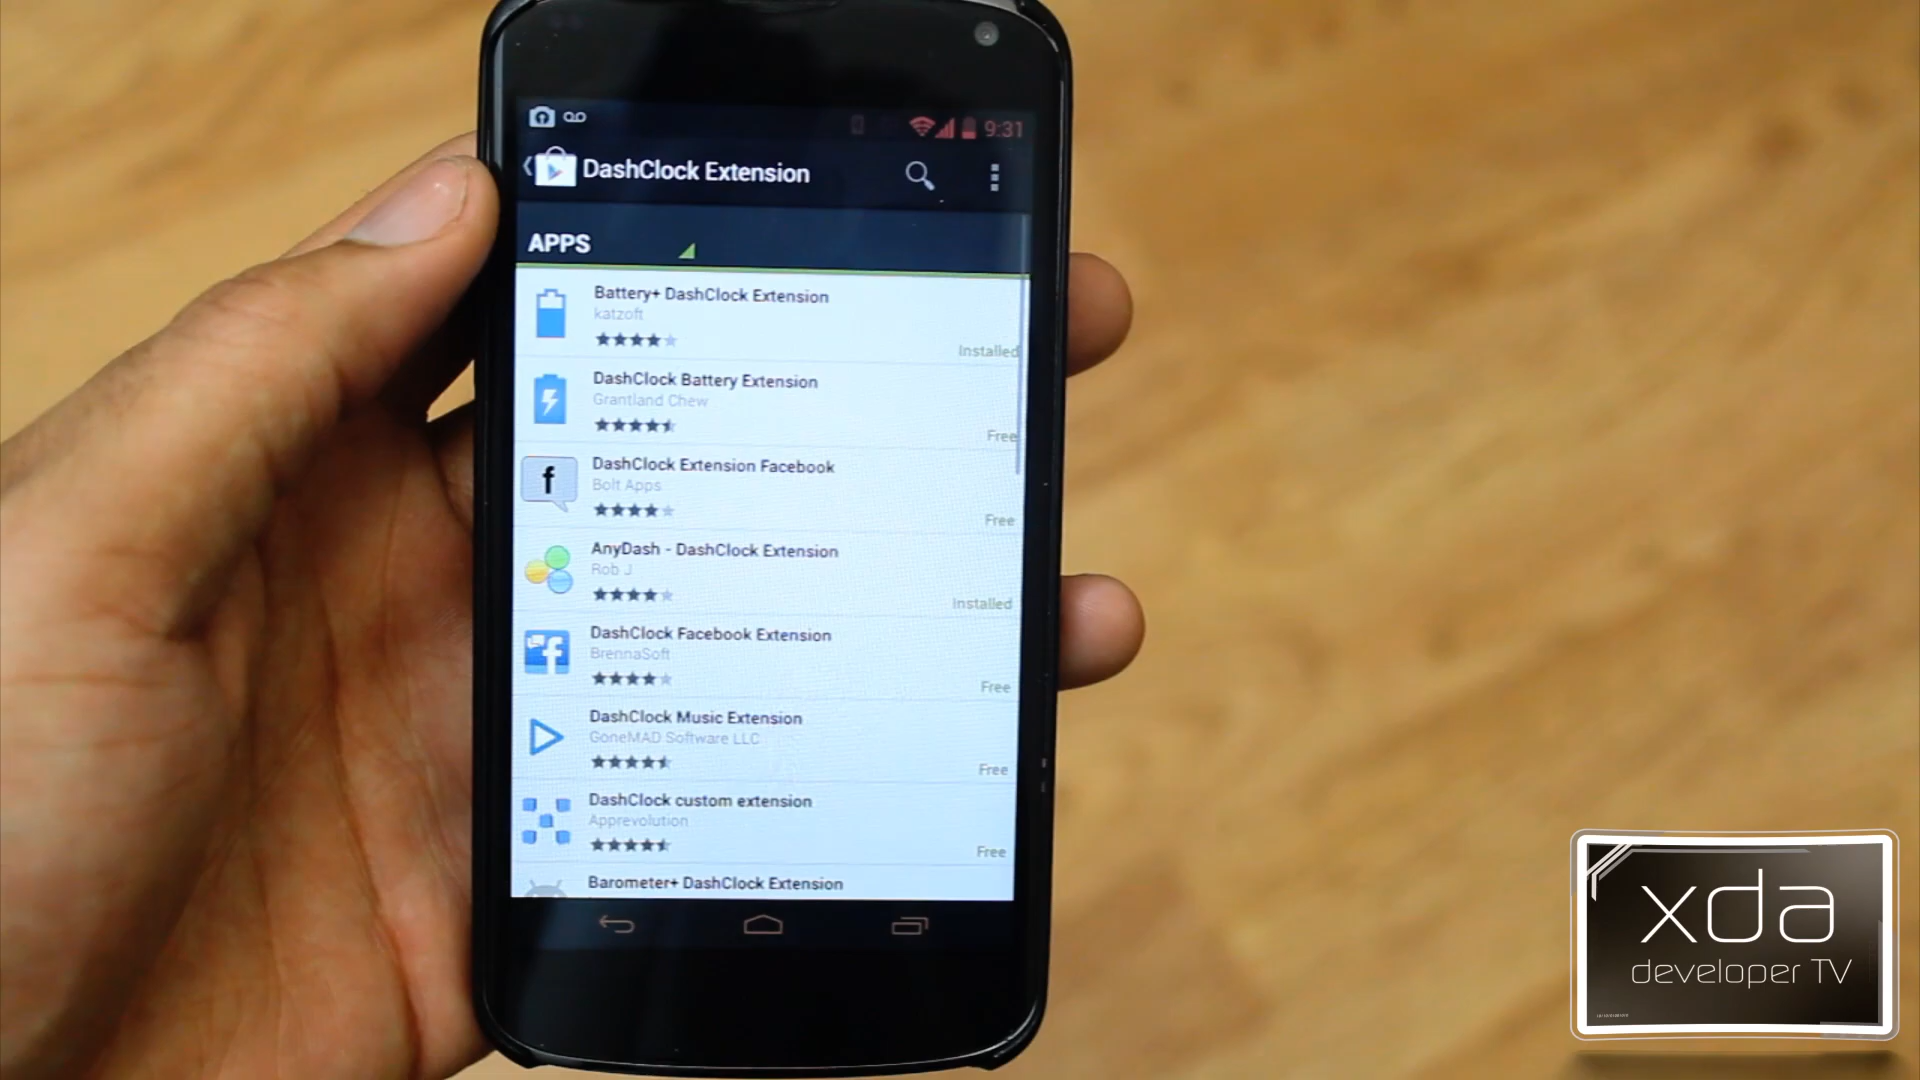 9:31
DashClock Extension
APPS
Battery+ DashClock Extension
katzoft
Installed
DashClock Battery Extension
Grantland Chew
Free
f
DashClock Extension Facebook
Bolt Apps
Free
AnyDash - DashClock Extension
Rob J
Installed
f
DashClock Facebook Extension
BrennaSoft
Free
DashClock Music Extension
GoneMAD Software LLC
Free
DashClock custom extension
Apprevolution
Free
Barometer+ DashClock Extension
xda
developer TV